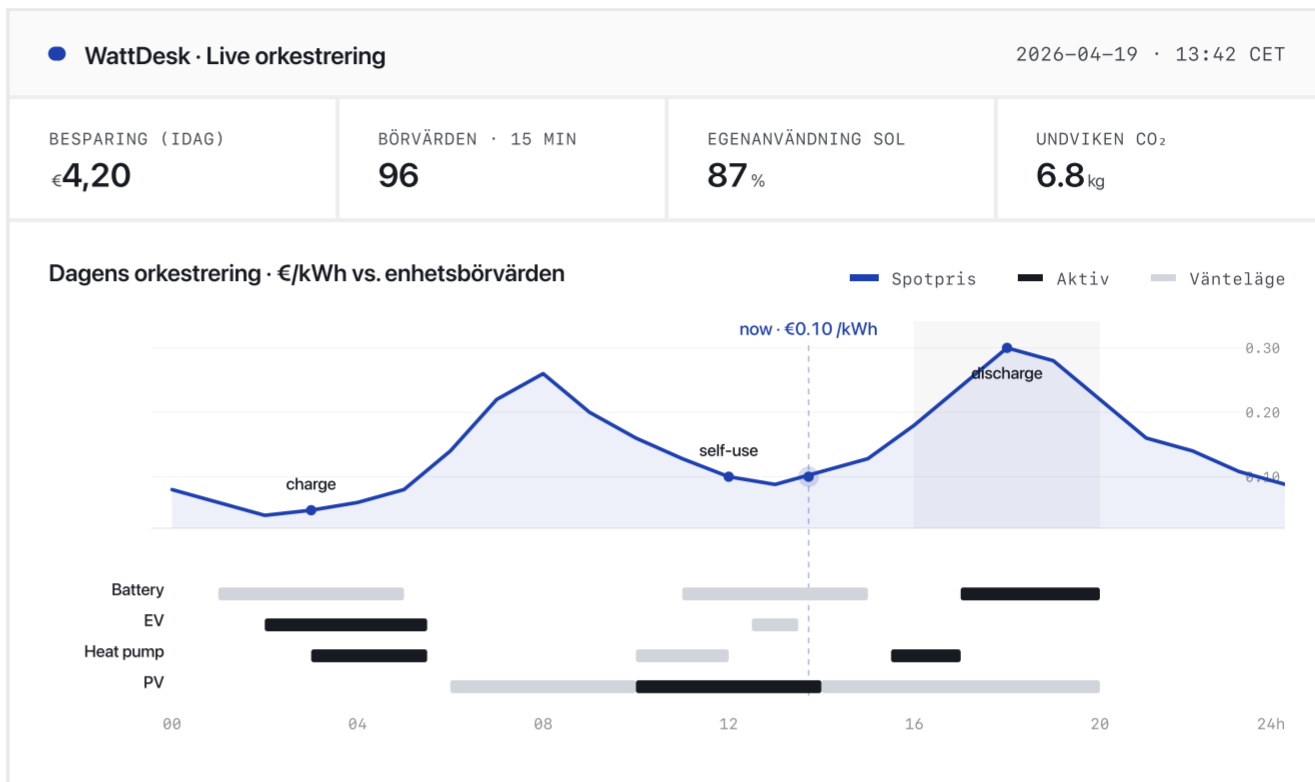 WattDesk · Live orkestrering
2026-04-19 · 13:42 CET
BESPARING (IDAG)
€4,20
BÖRVÄRDEN · 15 MIN
96
EGENANVÄNDNING SOL
87%
UNDVIKEN CO₂
6.8kg
Dagens orkestrering · €/kWh vs. enhetsbörvärden
Spotpris
Aktiv
Vänteläge
now · €0.10 /kWh
0.30
discharge
0.20
self-use
charge
0.10
Battery
EV
Heat pump
PV
00 04 08 12 16 20 24h